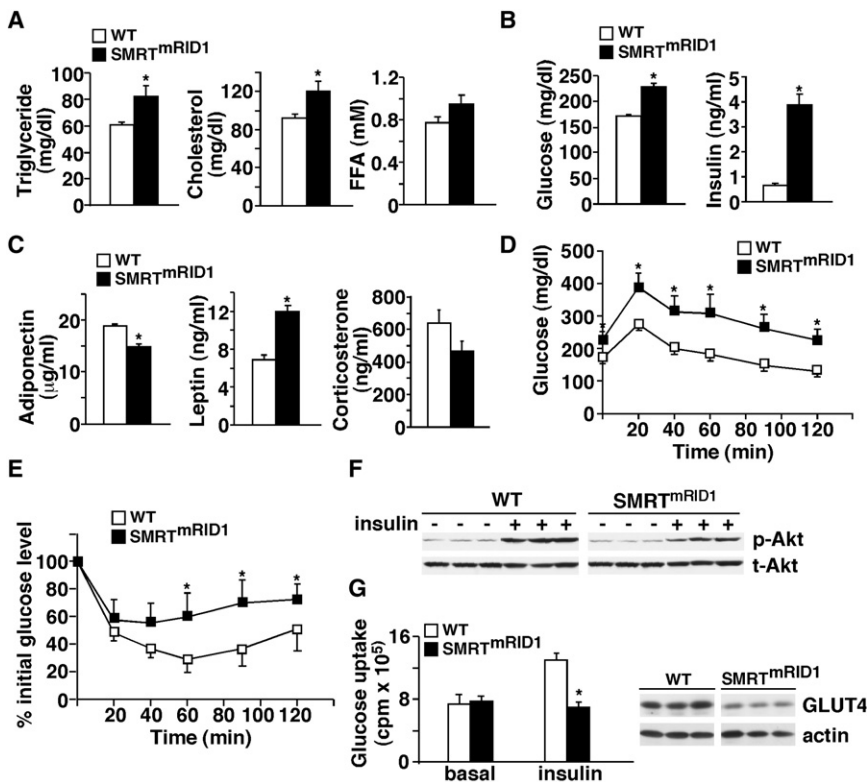 A
WT
SMRTmRID1
Triglyceride
(mg/dl)
100
80
60
40
20
0
*
Cholesterol
(mg/dl)
120
80
40
0
*
FFA
(mM)
1.2
0.8
0.4
0
B
WT
SMRTmRID1
Glucose (mg/dl)
250
200
150
100
50
0
*
Insulin (ng/ml)
5
4
3
2
1
0
*
C
WT
SMRTmRID1
Adiponectin
(μg/ml)
20
10
0
*
Leptin (ng/ml)
12
8
4
0
*
Corticosterone
(ng/ml)
800
600
400
200
0
D
WT
SMRTmRID1
Glucose (mg/dl)
500
400
300
200
100
0
* * * * * *
20 40 60 80 100 120
Time (min)
E
WT
SMRTmRID1
% initial glucose level
100
80
60
40
20
0
* * *
20 40 60 80 100 120
Time (min)
F
WT SMRTmRID1
insulin - - - + + + - - - + + +
p-Akt
t-Akt
G
WT
SMRTmRID1
Glucose uptake
(cpm x 10⁵)
16
12
8
4
0
*
basal insulin
WT SMRTmRID1
GLUT4
actin